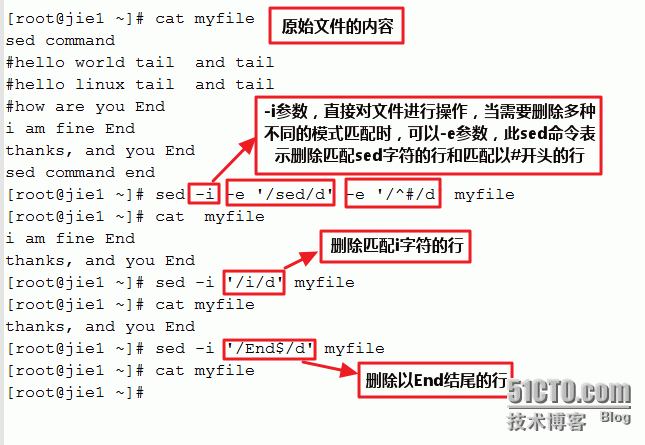 [root@jie1 ~]# cat myfile
原始文件的内容
sed command
#hello world tail  and tail
#hello linux tail  and tail
#how are you End
i am fine End
thanks, and you End
sed command end
-i参数，直接对文件进行操作，当需要删除多种
不同的模式匹配时，可以-e参数，此sed命令表
示删除匹配sed字符的行和匹配以#开头的行
[root@jie1 ~]# sed -i -e '/sed/d' -e '/^#/d  myfile
[root@jie1 ~]# cat  myfile
i am fine End
thanks, and you End
删除匹配i字符的行
[root@jie1 ~]# sed -i '/i/d' myfile
[root@jie1 ~]# cat myfile
thanks, and you End
[root@jie1 ~]# sed -i '/End$/d' myfile
[root@jie1 ~]# cat myfile
删除以End结尾的行
[root@jie1 ~]#
51CTO.com
技术博客 Blog